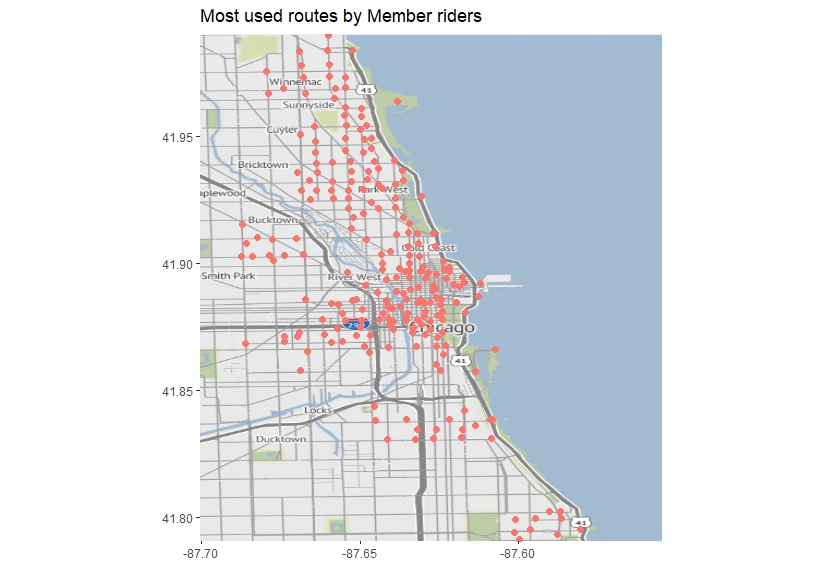 Most used routes by Member riders
41
Winnemac
Sunnyside
Cuyler
41.95
Bricktown
Park West
aplewood
Bucktown
Gold Coast
41.90
Smith Park
River West
290
Chicago
41
41.85
Locks
Ducktown
41.80
41
-87.70
-87.65
-87.60